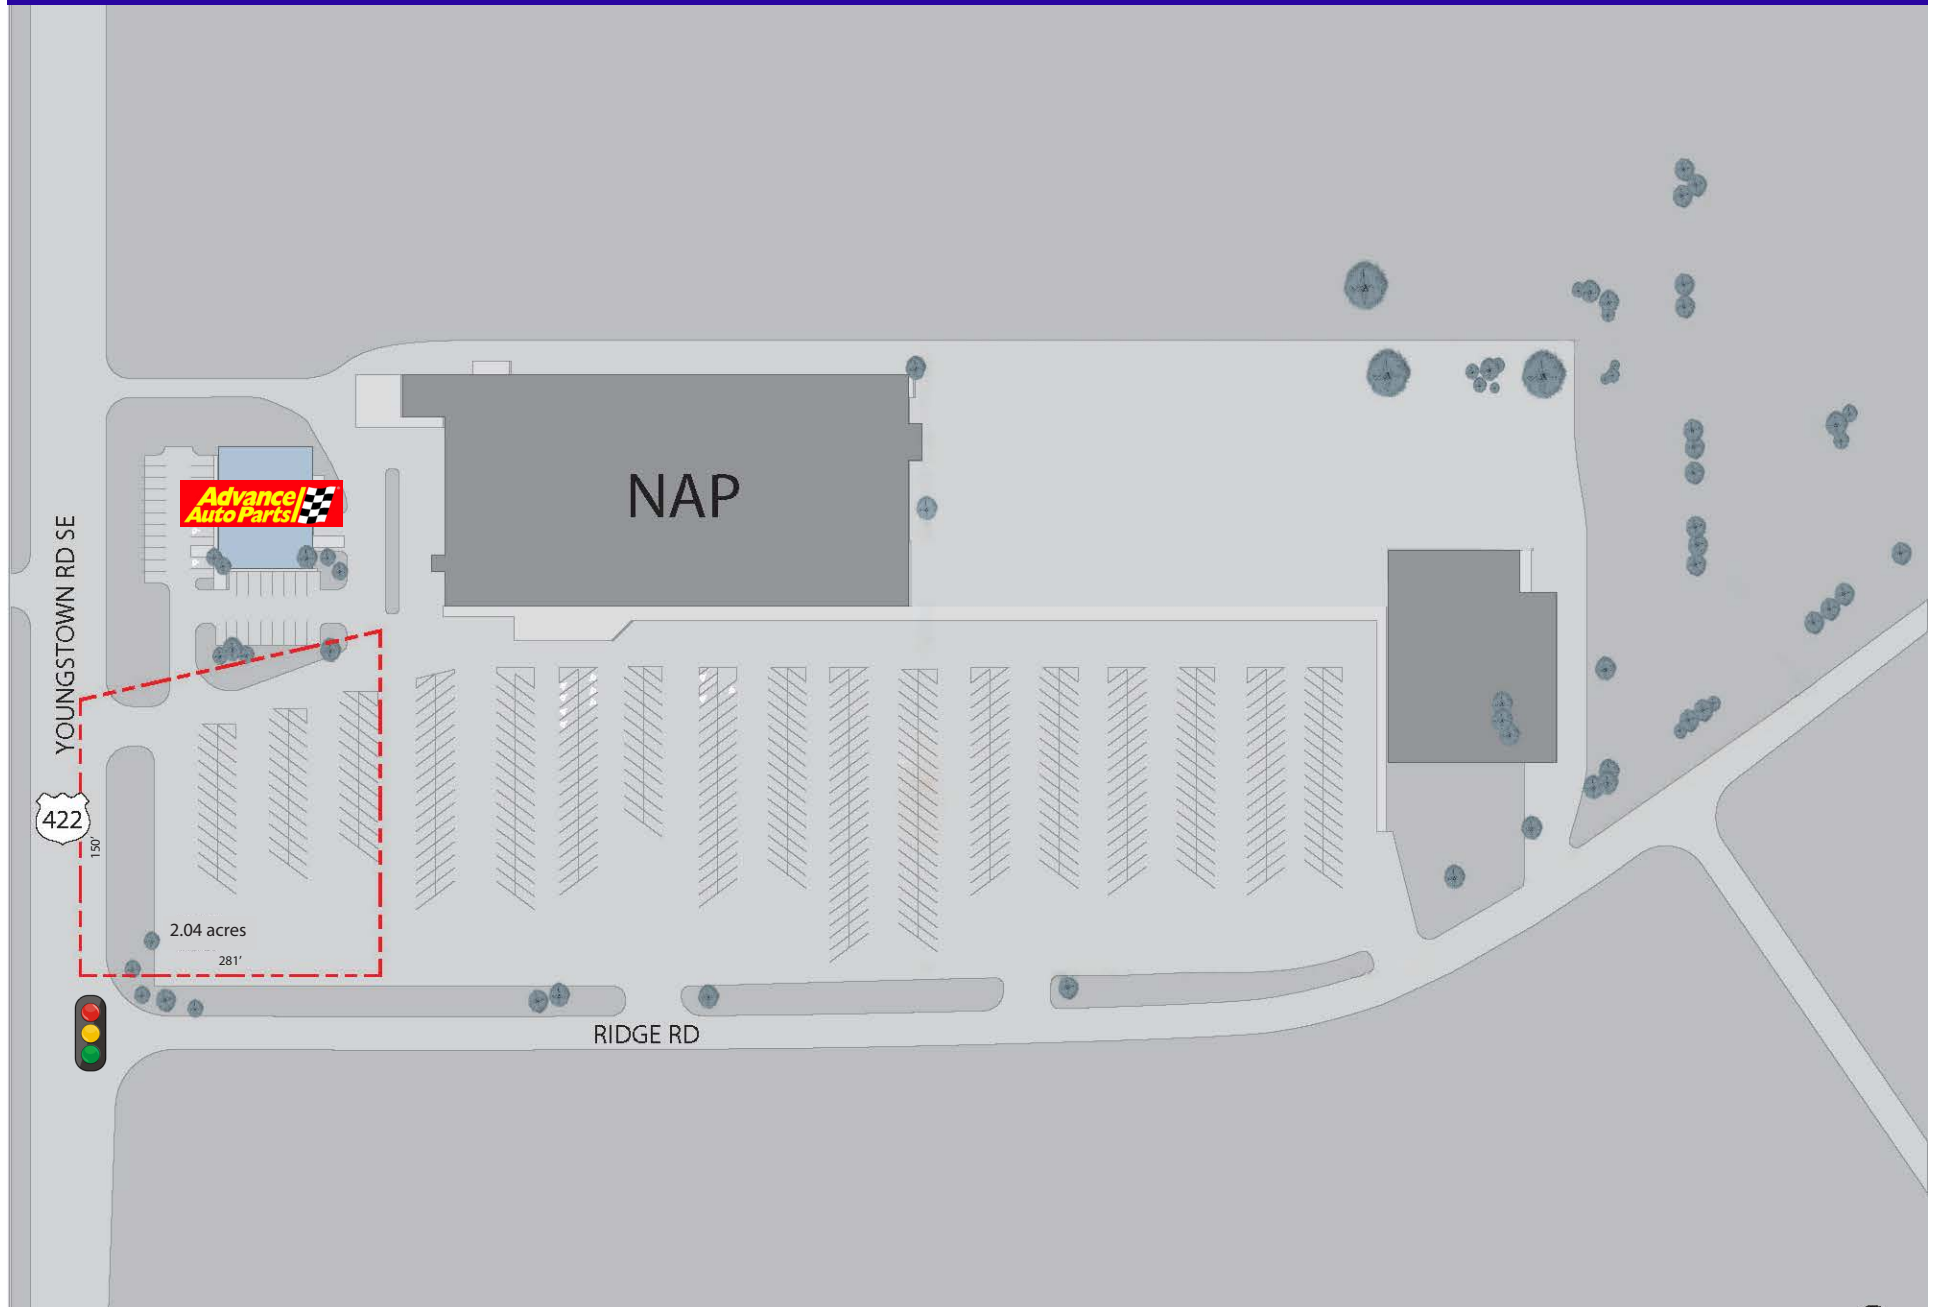 NAP
Advance
Auto Parts
YOUNGSTOWN RD SE
422
150'
2.04 acres
281'
RIDGE RD